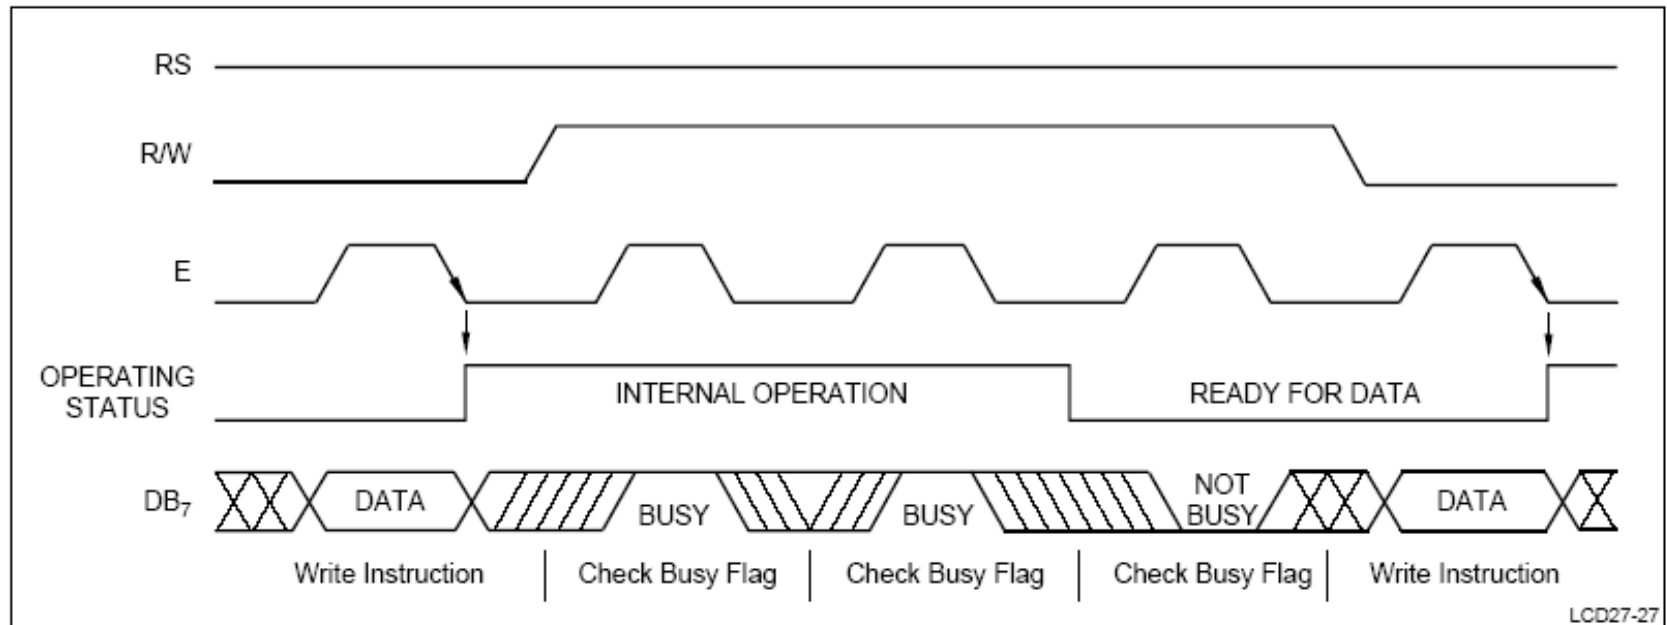 RS
R/W
E
OPERATING
STATUS
INTERNAL OPERATION
READY FOR DATA
DB7
DATA
BUSY
BUSY
NOT
BUSY
DATA
Write Instruction
Check Busy Flag
Check Busy Flag
Check Busy Flag
Write Instruction
LCD27-27